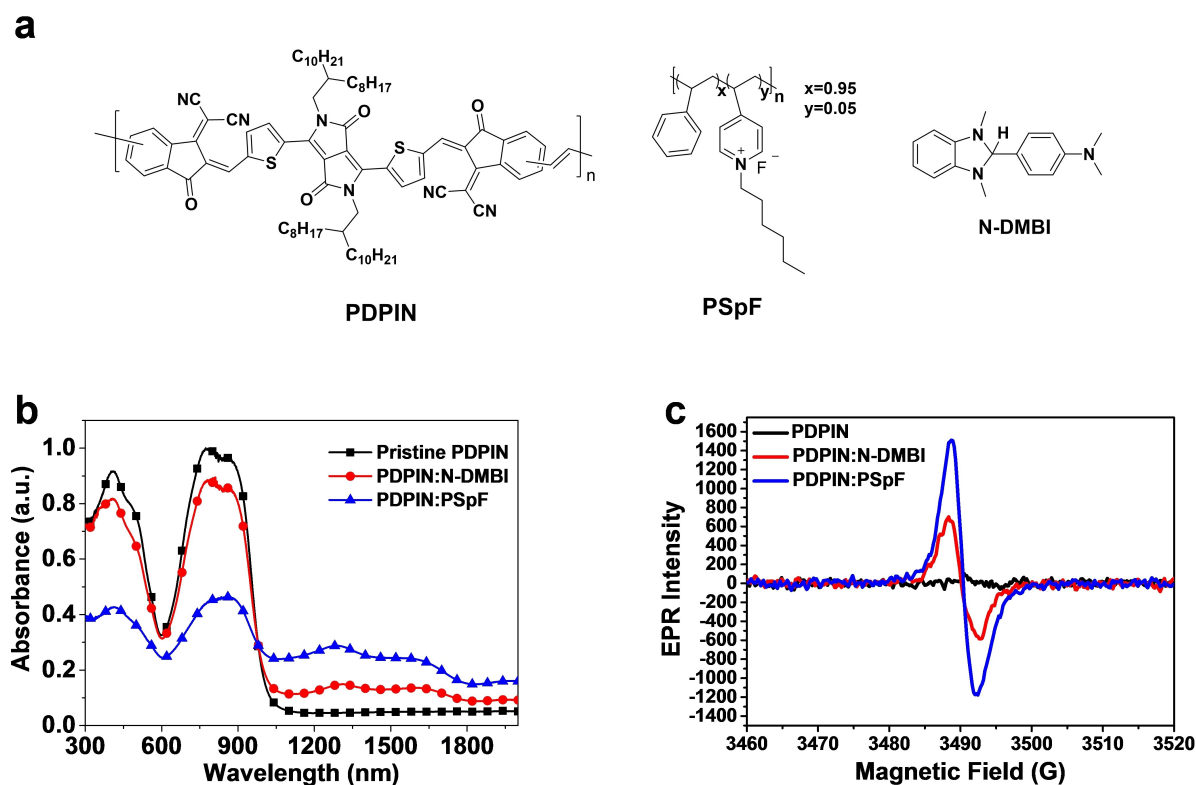 a
C10H21
C8H17
NC
CN
O
N
O
S
S
O
O
N
NC
CN
n
C8H17
C10H21
PDPIN
x
y
n
x=0.95
y=0.05
N
+
F−
PSpF
N
H
N
N
N-DMBI
b
Pristine PDPIN
PDPIN:N-DMBI
PDPIN:PSpF
Absorbance (a.u.)
1.0
0.8
0.6
0.4
0.2
0.0
300 600 900 1200 1500 1800
Wavelength (nm)
c
PDPIN
PDPIN:N-DMBI
PDPIN:PSpF
EPR Intensity
1600
1400
1200
1000
800
600
400
200
0
-200
-400
-600
-800
-1000
-1200
-1400
3460 3470 3480 3490 3500 3510 3520
Magnetic Field (G)